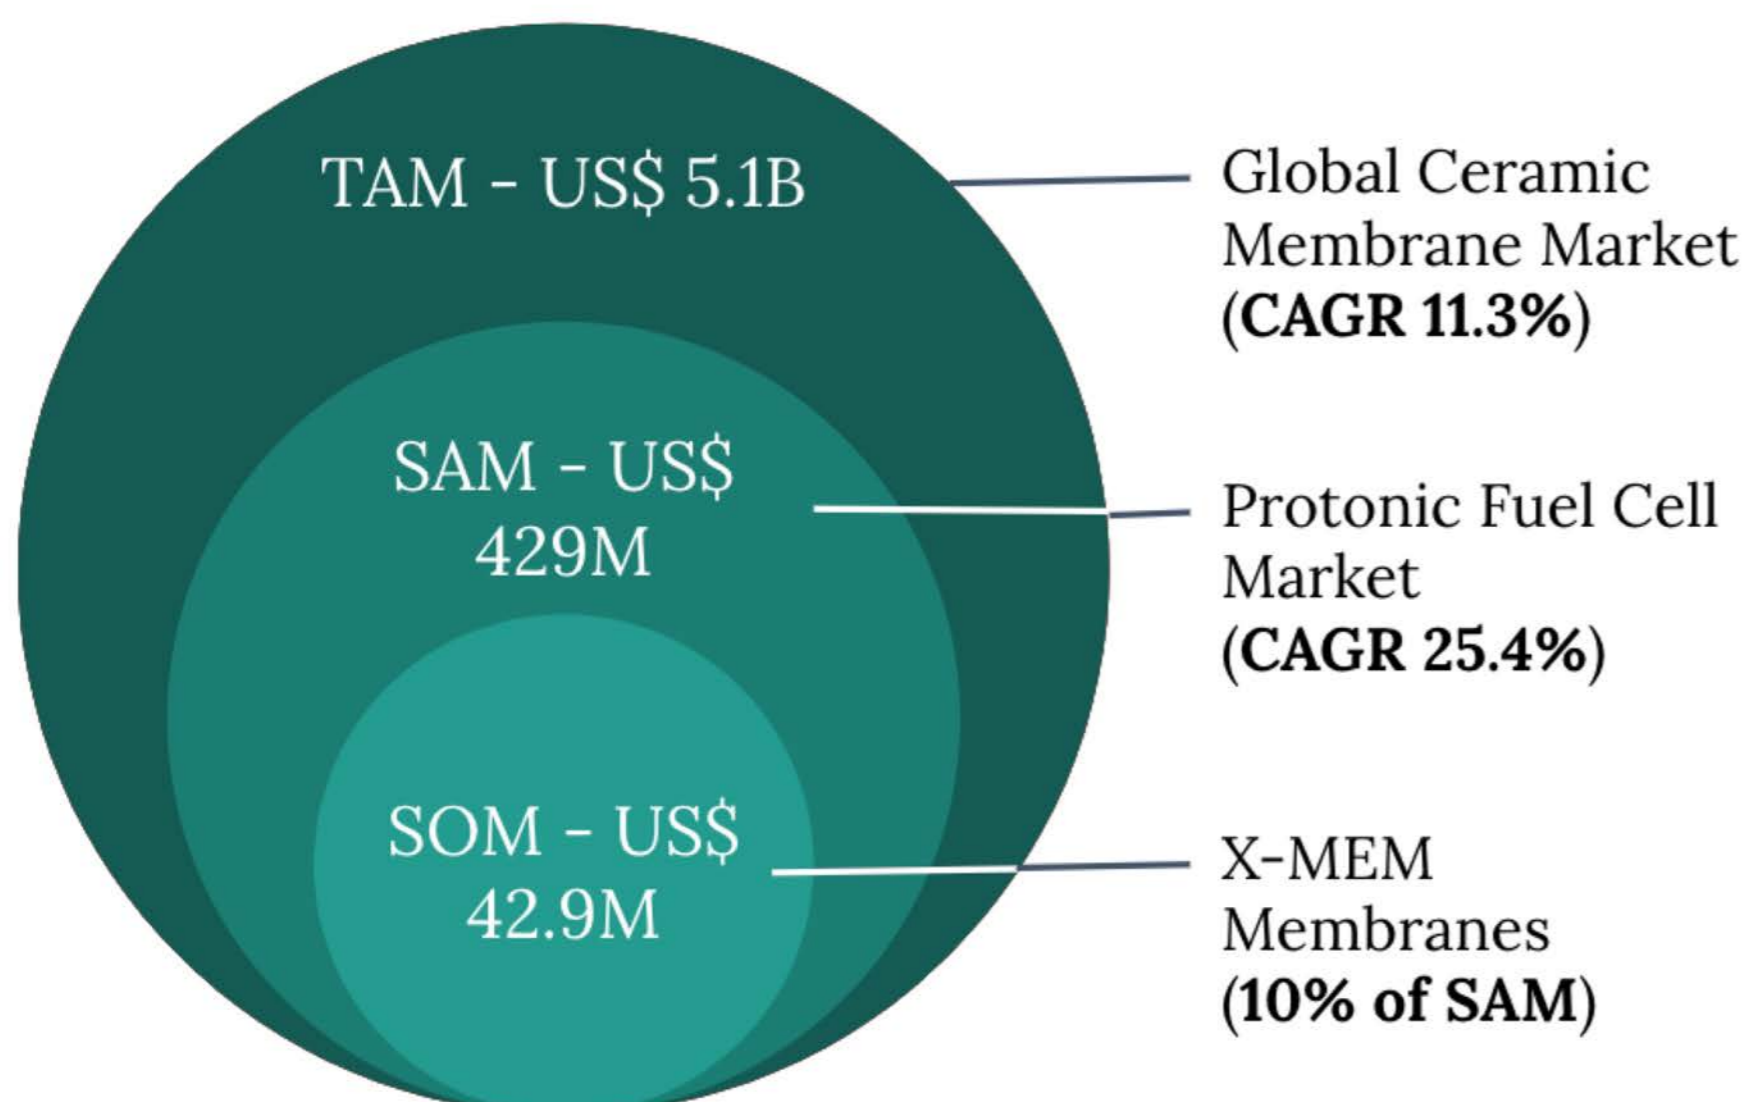 TAM - US$ 5.1B
Global Ceramic
Membrane Market
(CAGR 11.3%)
SAM - US$
429M
Protonic Fuel Cell
Market
(CAGR 25.4%)
SOM - US$
42.9M
X-MEM
Membranes
(10% of SAM)